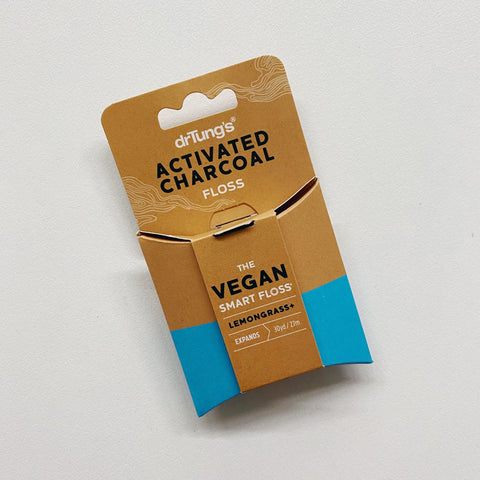 drTung's®
ACTIVATED
CHARCOAL
FLOSS
THE
VEGAN
SMART FLOSS®
LEMONGRASS+
EXPANDS 30yd / 27m